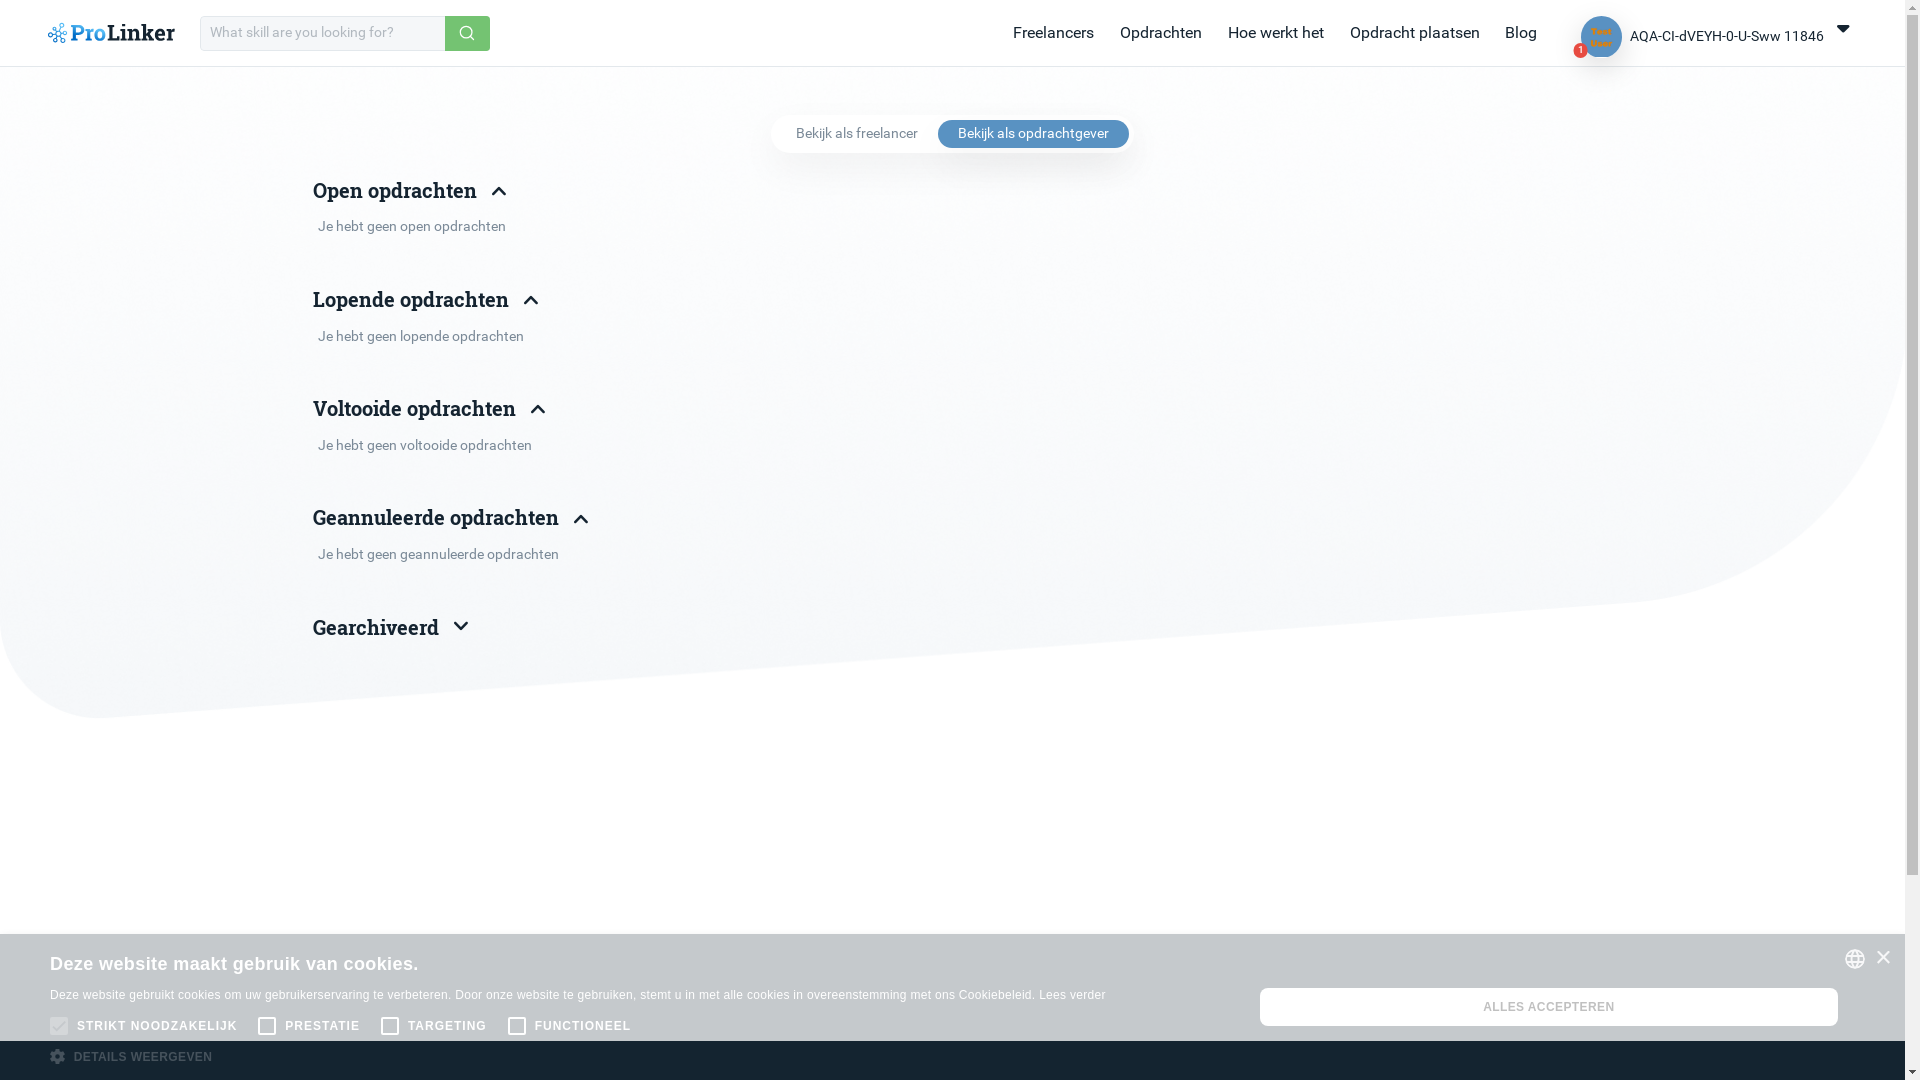 ProLinker
What skill are you looking for?
Freelancers
Opdrachten
Hoe werkt het
Opdracht plaatsen
Blog
Test User
1
AQA-CI-dVEYH-0-U-Sww 11846
Bekijk als freelancer
Bekijk als opdrachtgever
Open opdrachten
Je hebt geen open opdrachten
Lopende opdrachten
Je hebt geen lopende opdrachten
Voltooide opdrachten
Je hebt geen voltooide opdrachten
Geannuleerde opdrachten
Je hebt geen geannuleerde opdrachten
Gearchiveerd
Deze website maakt gebruik van cookies.
Deze website gebruikt cookies om uw gebruikerservaring te verbeteren. Door onze website te gebruiken, stemt u in met alle cookies in overeenstemming met ons Cookiebeleid. Lees verder
STRIKT NOODZAKELIJK
PRESTATIE
TARGETING
FUNCTIONEEL
DETAILS WEERGEVEN
ALLES ACCEPTEREN
×